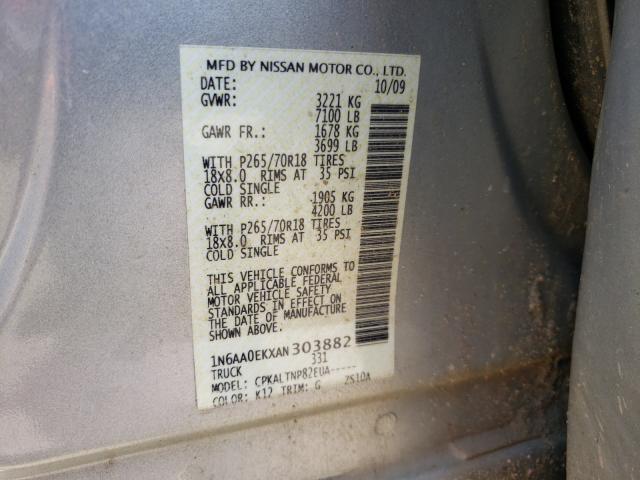 MFD BY NISSAN MOTOR CO., LTD.
DATE: 10/09
GVWR: 3221 KG
7100 LB
GAWR FR.: 1678 KG
3699 LB
WITH P265/70R18 TIRES
18X8.0 RIMS AT 35 PSI
COLD SINGLE
GAWR RR.: 1905 KG
4200 LB
WITH P265/70R18 TIRES
18X8.0 RIMS AT 35 PSI
COLD SINGLE
THIS VEHICLE CONFORMS TO
ALL APPLICABLE FEDERAL
MOTOR VEHICLE SAFETY
STANDARDS IN EFFECT ON
THE DATE OF MANUFACTURE
SHOWN ABOVE.
1N6AA0EKXAN303882
TRUCK 331
MODEL: CPKALTNP82EUA-----
COLOR: K12 TRIM: G 2S10A